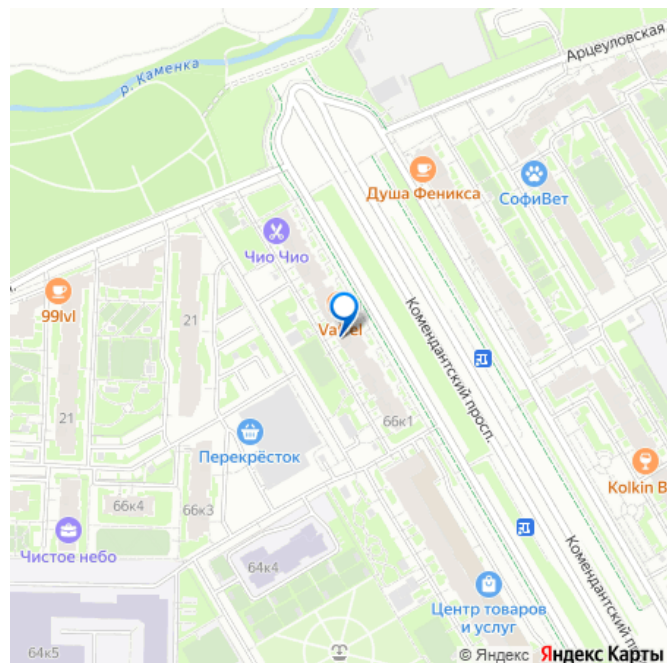 Арцеуловская
р. Каменка
Душа Феникса
СофиВет
Чио Чио
99lvl
21
Комендантский просп.
21
66к1
Перекрёсток
Kolkin B
66к4
66к3
Чистое небо
64к4
Комендантский пр
Центр товаров
и услуг
64к5
© Яндекс Яндекс Карты